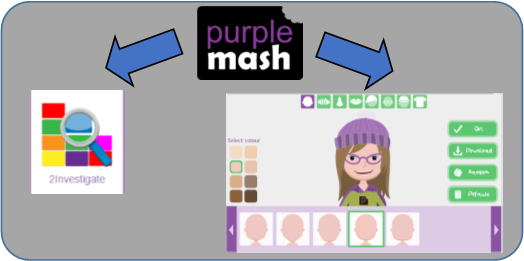 purple
mash
Select colour
OK
Download
Random
Defaults
2Investigate